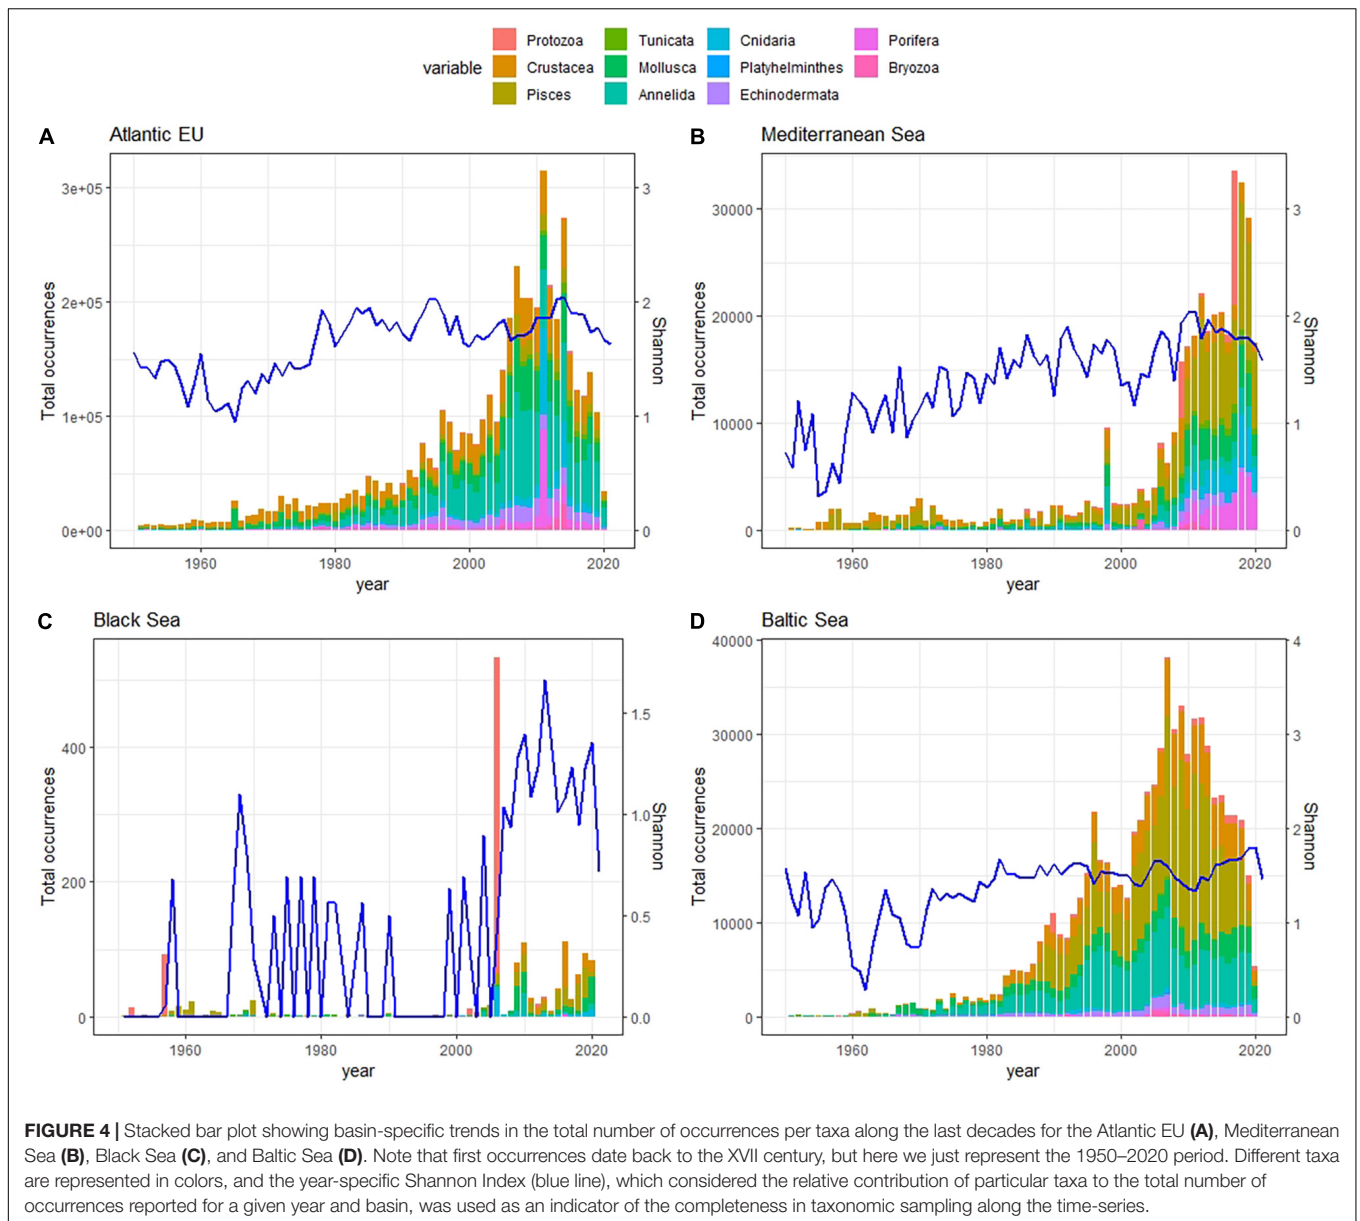 variable
Protozoa
Crustacea
Pisces
Tunicata
Mollusca
Annelida
Cnidaria
Platyhelminthes
Echinodermata
Porifera
Bryozoa
A
Atlantic EU
Total occurrences
3e+05
2e+05
1e+05
0e+00
3
2
1
0
Shannon
1960
1980
2000
2020
year
B
Mediterranean Sea
Total occurrences
30000
20000
10000
0
3
2
1
0
Shannon
1960
1980
2000
2020
year
C
Black Sea
Total occurrences
400
200
0
1.5
1.0
0.5
0.0
Shannon
1960
1980
2000
2020
year
D
Baltic Sea
Total occurrences
40000
30000
20000
10000
0
4
3
2
1
0
Shannon
1960
1980
2000
2020
year
FIGURE 4 | Stacked bar plot showing basin-specific trends in the total number of occurrences per taxa along the last decades for the Atlantic EU (A), Mediterranean
Sea (B), Black Sea (C), and Baltic Sea (D). Note that first occurrences date back to the XVII century, but here we just represent the 1950–2020 period. Different taxa
are represented in colors, and the year-specific Shannon Index (blue line), which considered the relative contribution of particular taxa to the total number of
occurrences reported for a given year and basin, was used as an indicator of the completeness in taxonomic sampling along the time-series.